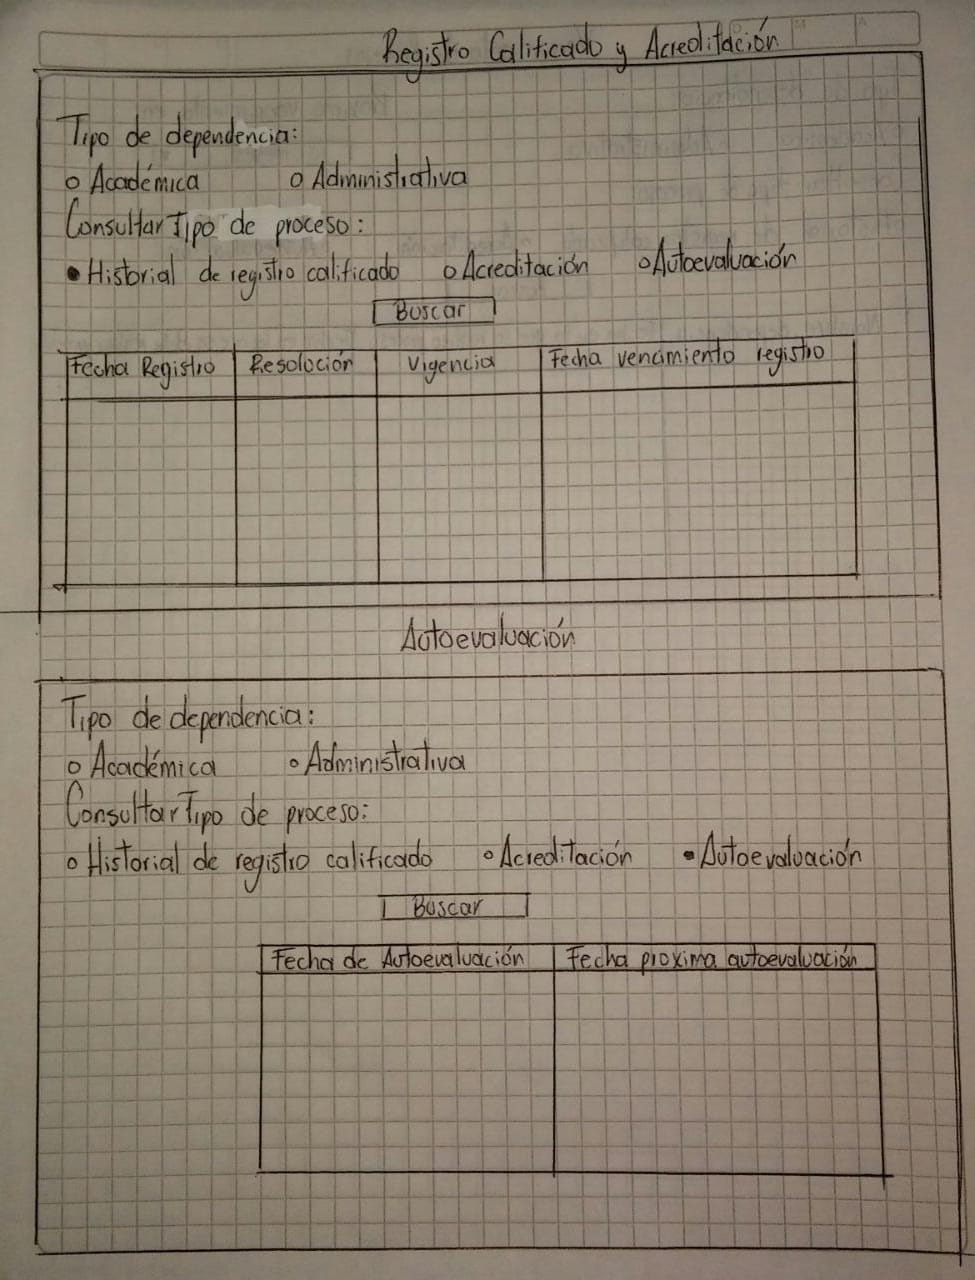 Registro Calificado y Acreditación
Tipo de dependencia:
o Académica o Administrativa
Consultar Tipo de proceso:
• Historial de registro calificado o Acreditación o Autoevaluación
Buscar
Fecha Registro Resolución Vigencia Fecha vencimiento registro
Autoevaluación
Tipo de dependencia:
o Académica o Administrativa
Consultar Tipo de proceso:
o Historial de registro calificado o Acreditación • Autoevaluación
Buscar
Fecha de Autoevaluación Fecha proxima autoevaluación